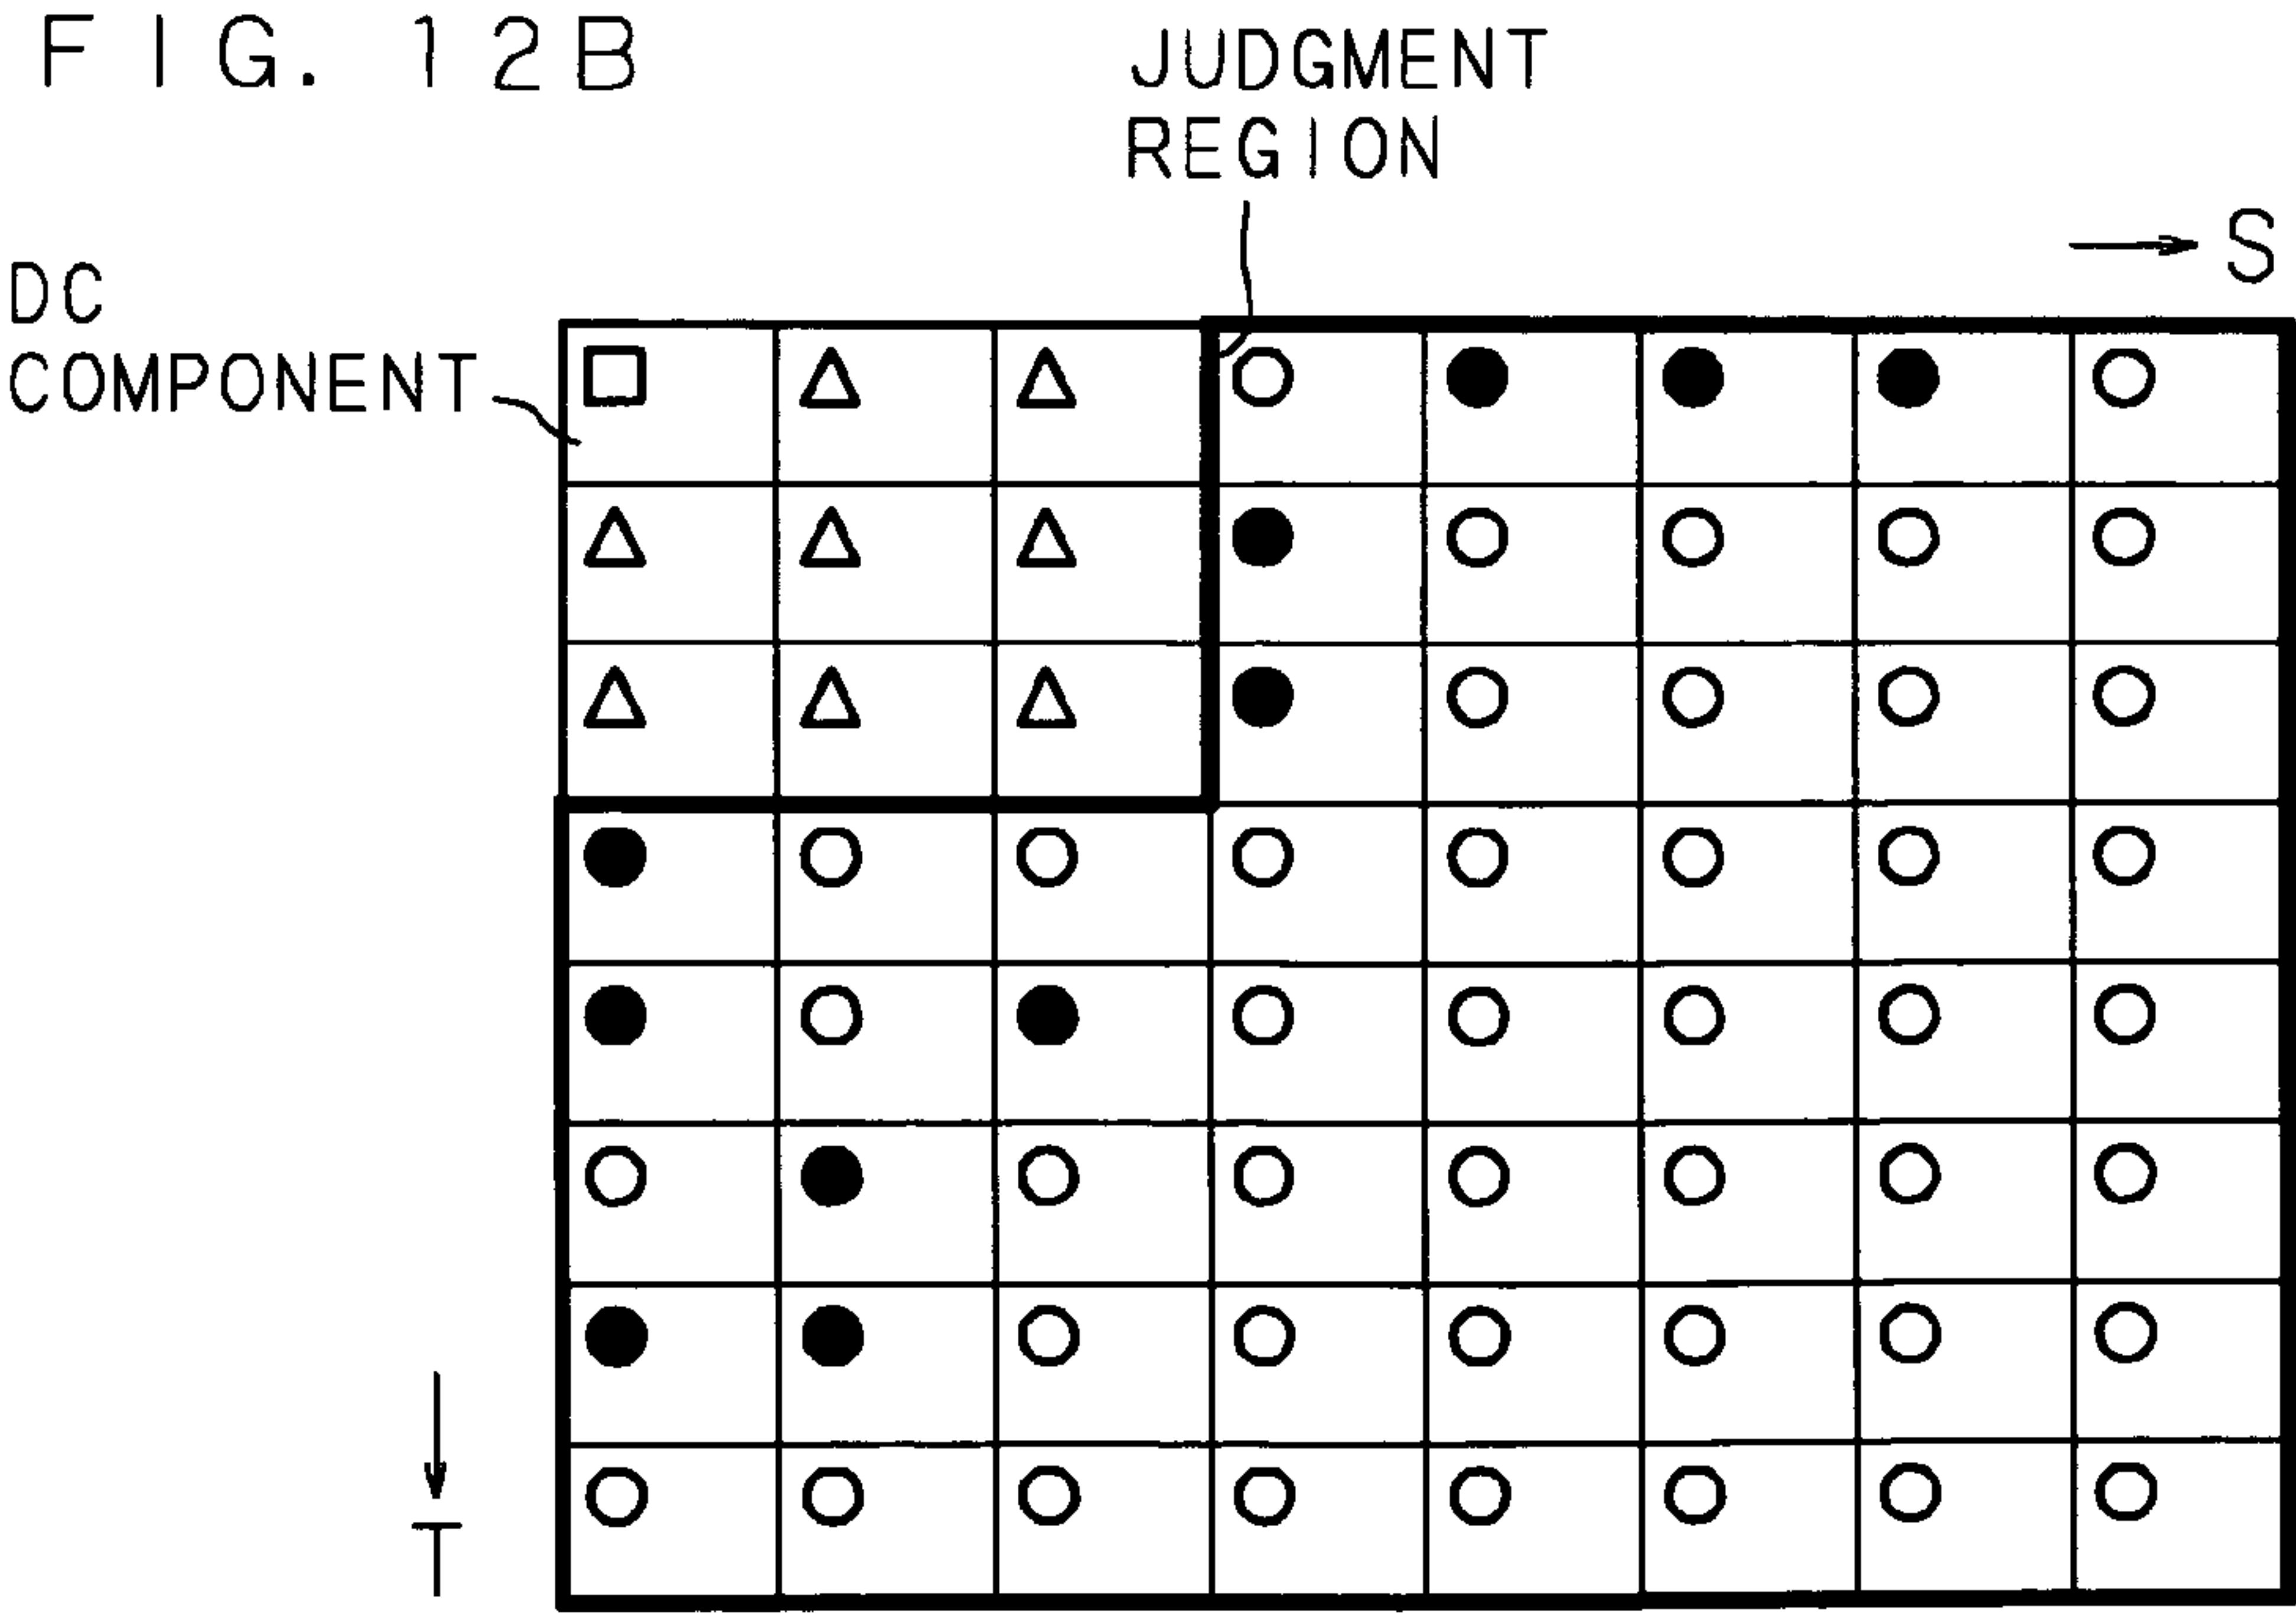 FIG. 12B
JUDGMENT
REGION
S
DC
COMPONENT
T